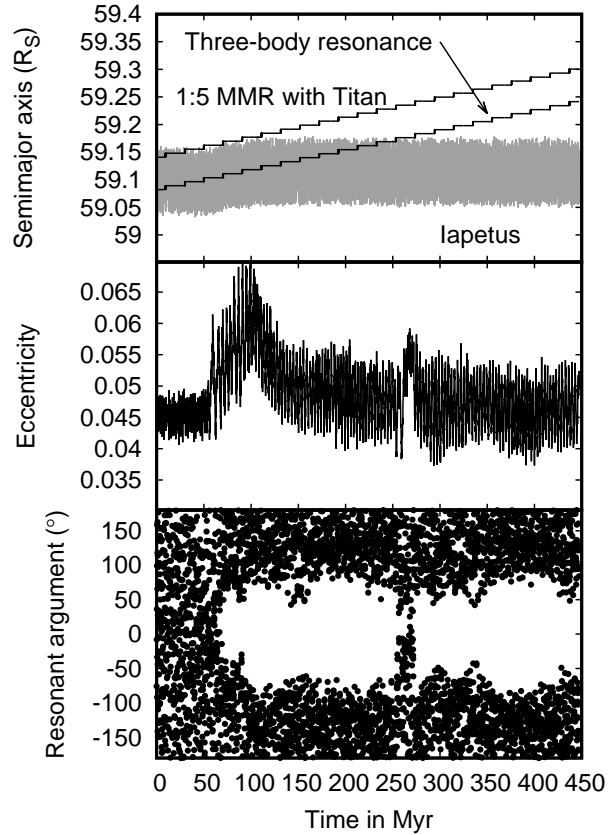 Semimajor axis (R_S)
59.4
59.3
59.25
59.2
59.15
59.1
59.05
59
Three-body resonance
1:5 MMR with Titan
Iapetus
Eccentricity
0.065
0.06
0.055
0.05
0.045
0.04
0.035
Resonant argument (°)
150
100
50
0
-50
-100
-150
0 50 100 150 200 250 300 350 400 450
Time in Myr